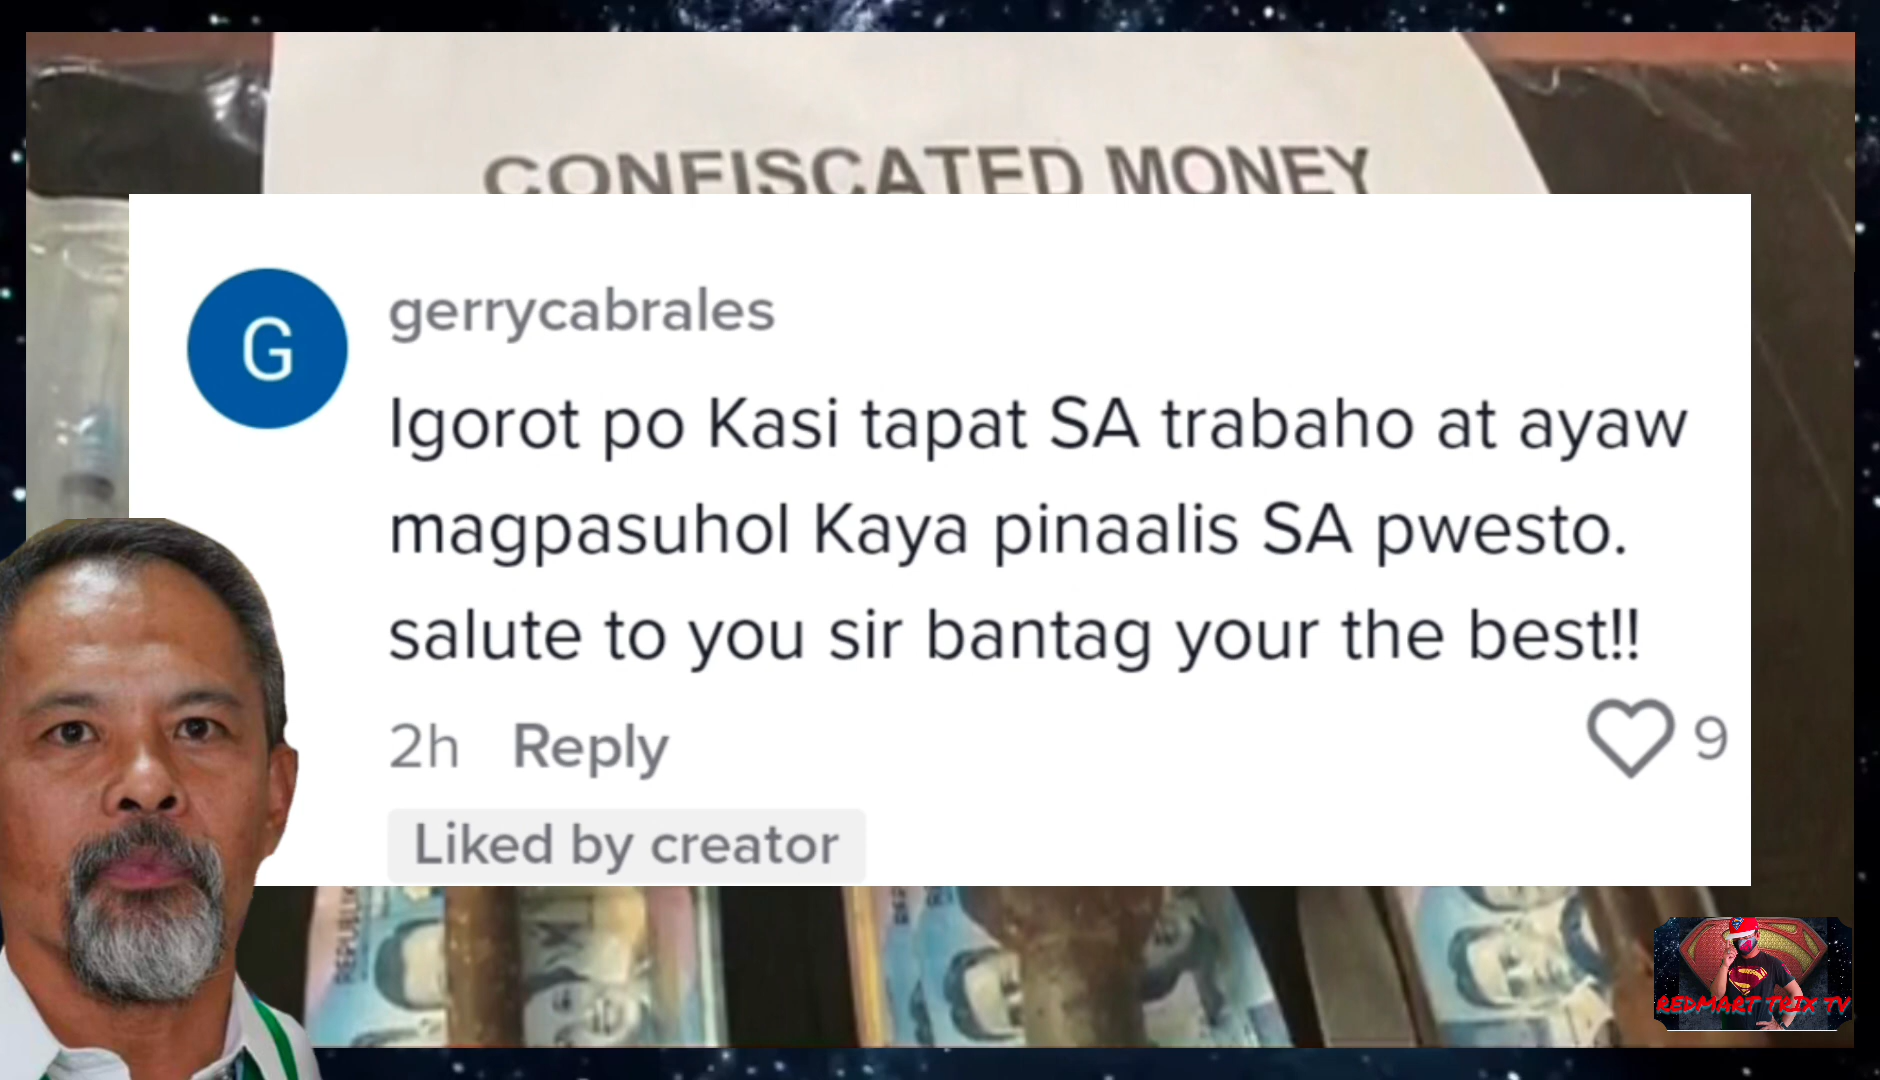 CONFISCATED MONEY
G
gerrycabrales
Igorot po Kasi tapat SA trabaho at ayaw
magpasuhol Kaya pinaalis SA pwesto.
salute to you sir bantag your the best!!
2h Reply
9
Liked by creator
REDMART TRIX TV